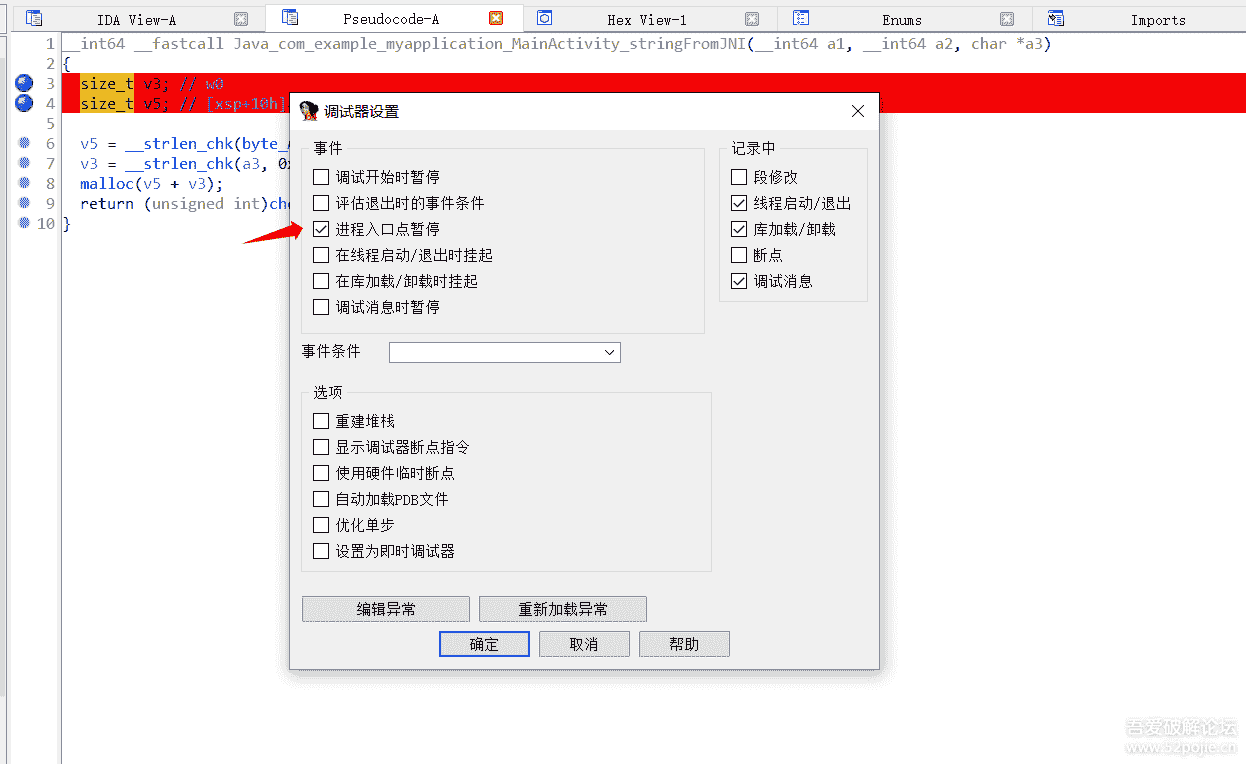 IDA View-A Pseudocode-A Hex View-1 Enums Imports
1 __int64 __fastcall Java_com_example_myapplication_MainActivity_stringFromJNI(__int64 a1, __int64 a2, char *a3)
2 {
3 size_t v3; // w0
4 size_t v5; // [xsp+10h]
5
6 v5 = __strlen_chk(byte_
7 v3 = __strlen_chk(a3, 0x
8 malloc(v5 + v3);
9 return (unsigned int)che
10 }
调试器设置
事件
调试开始时暂停
评估退出时的事件条件
进程入口点暂停
在线程启动/退出时挂起
在库加载/卸载时挂起
调试消息时暂停
记录中
段修改
线程启动/退出
库加载/卸载
断点
调试消息
事件条件
选项
重建堆栈
显示调试器断点指令
使用硬件临时断点
自动加载PDB文件
优化单步
设置为即时调试器
编辑异常 重新加载异常
确定 取消 帮助
吾爱破解论坛
www.52pojie.cn